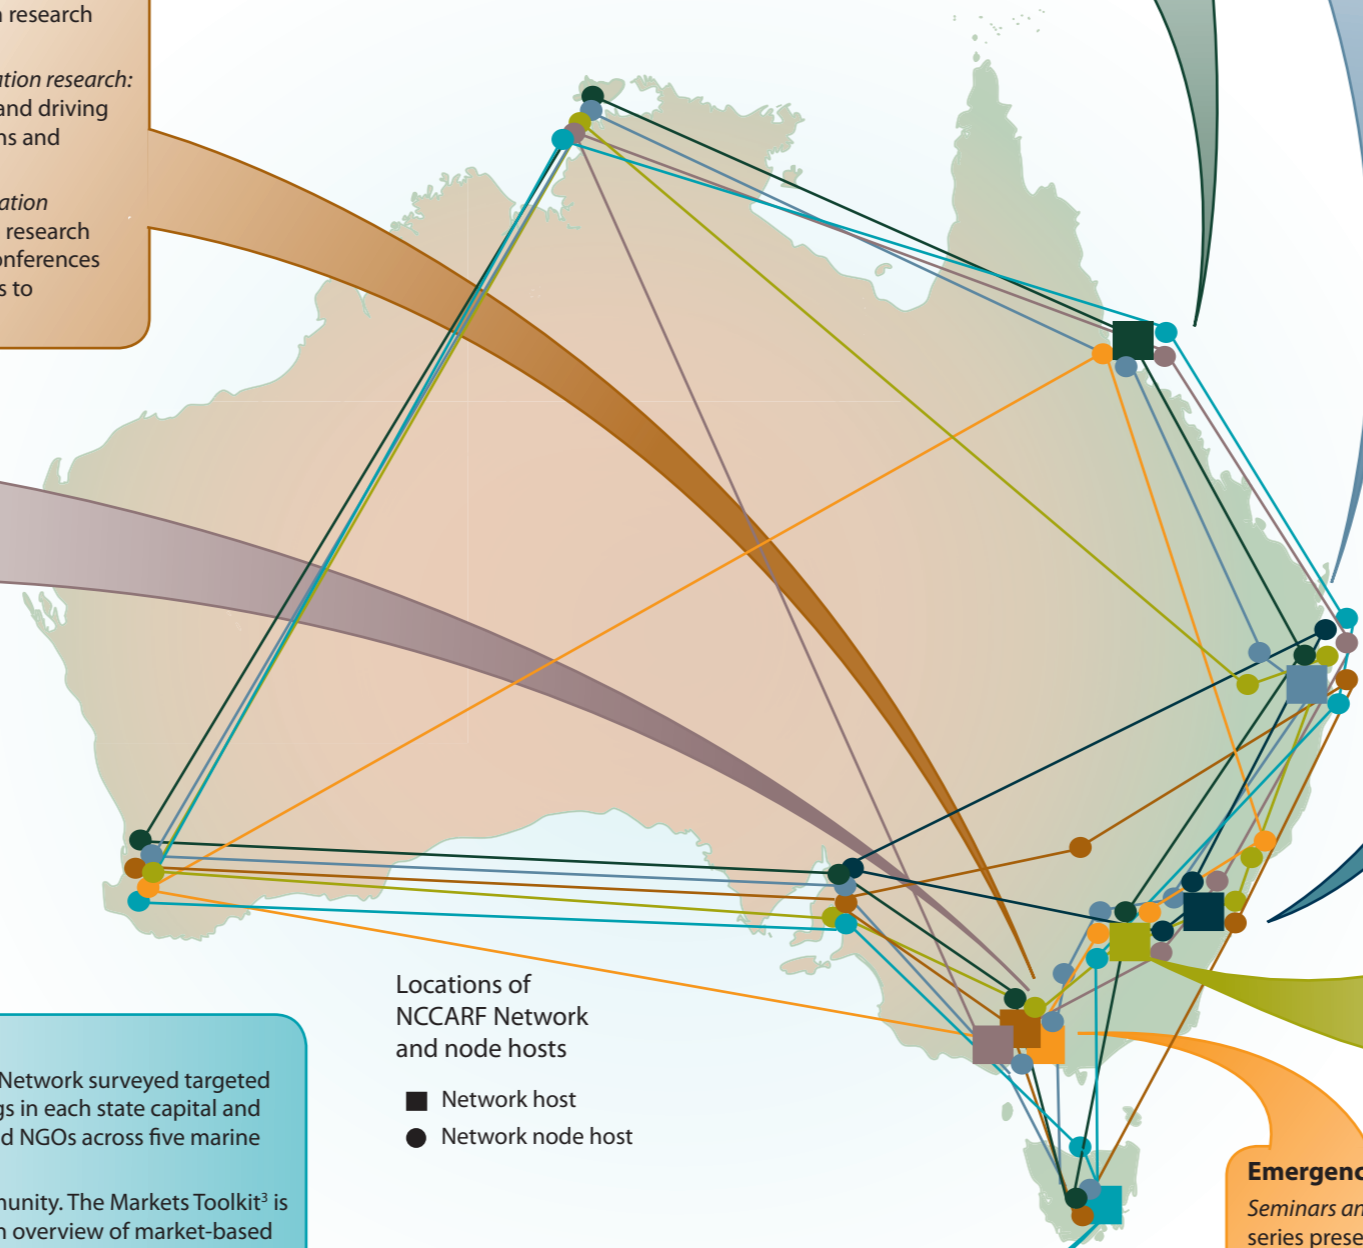 research
ation research:
and driving
ns and
ation
research
onferences
s to
Locations of
NCCARF Network
and node hosts
Network host
Network node host
Network surveyed targeted
gs in each state capital and
d NGOs across five marine
munity. The Markets Toolkit³ is
n overview of market-based
Emergenc
Seminars an
series prese